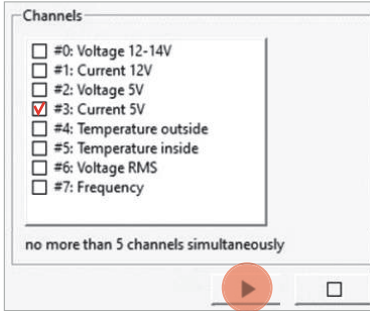 Channels
#0: Voltage 12-14V
#1: Current 12V
#2: Voltage 5V
#3: Current 5V
#4: Temperature outside
#5: Temperature inside
#6: Voltage RMS
#7: Frequency
no more than 5 channels simultaneously